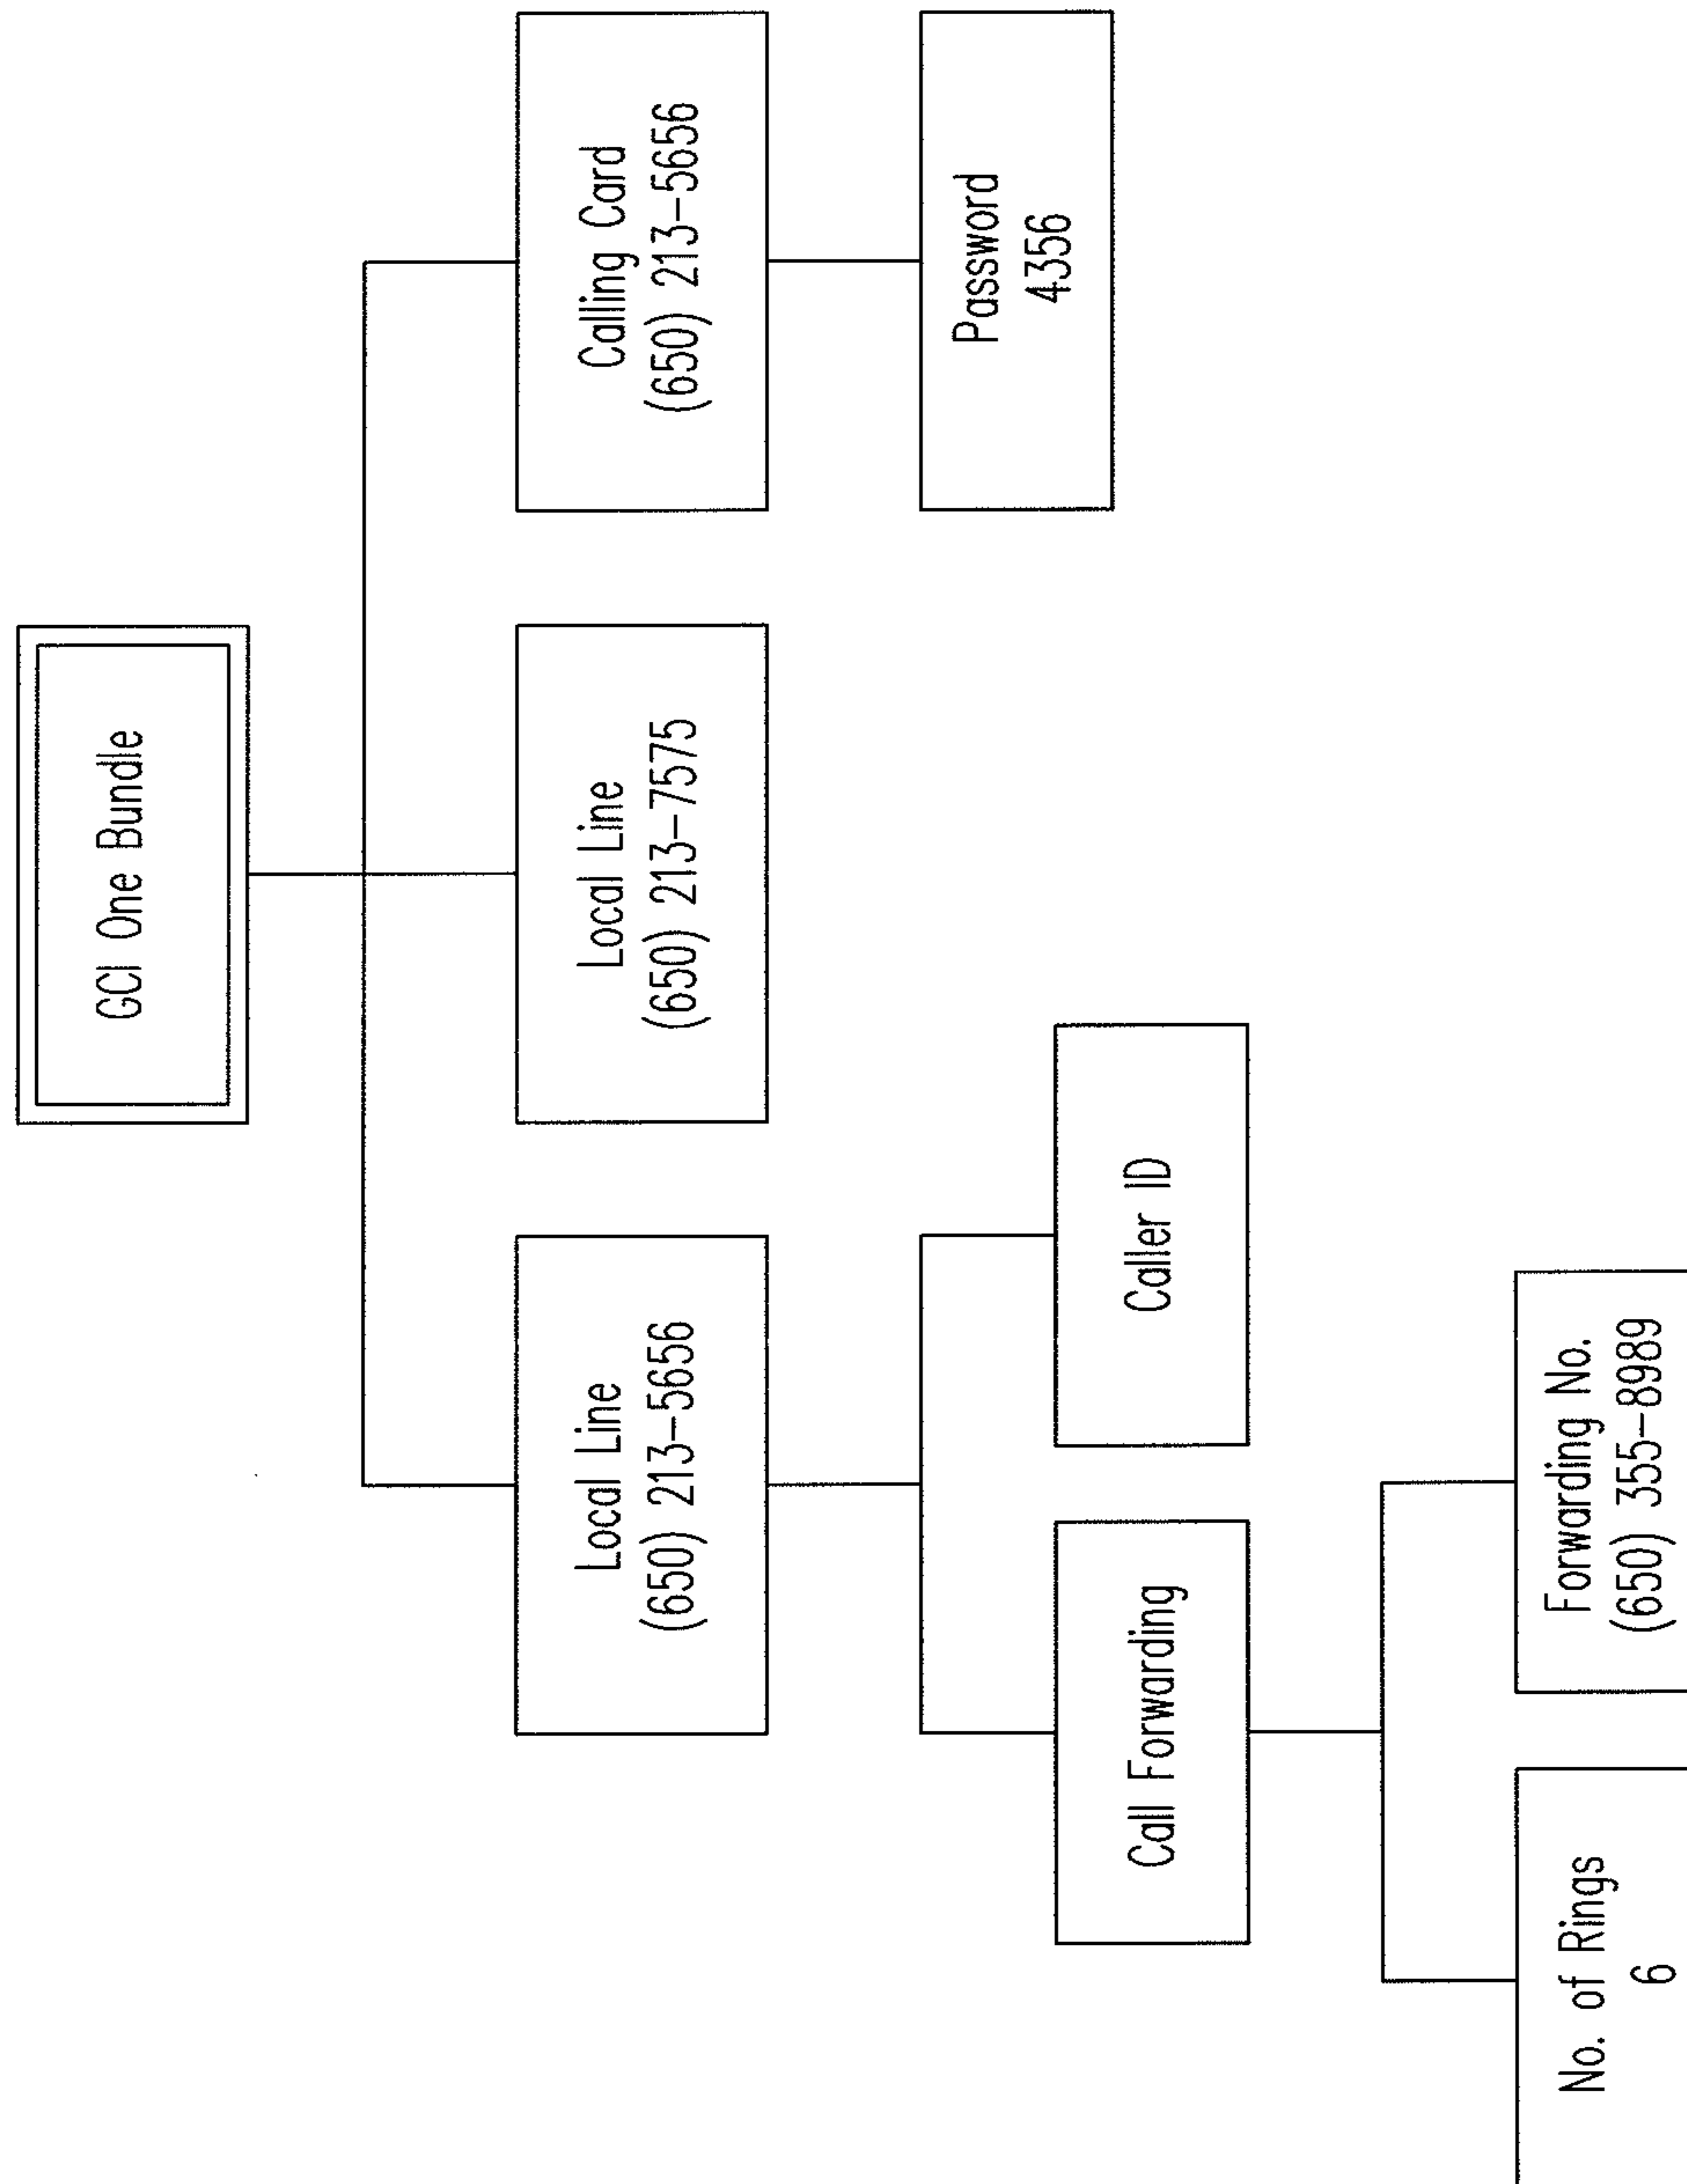 GCI One Bundle
Local Line
(650) 213-5656
Local Line
(650) 213-7575
Calling Card
(650) 213-5656
Call Forwarding
Caller ID
Password
4356
No. of Rings
6
Forwarding No.
(650) 355-8989